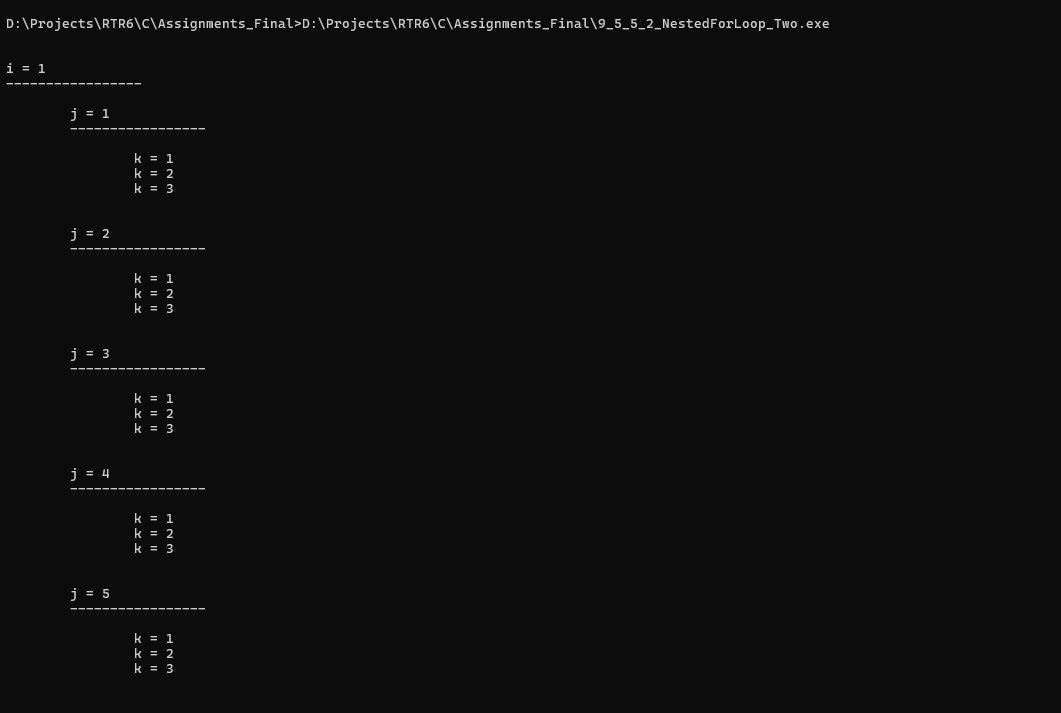 D:\Projects\RTR6\C\Assignments_Final>D:\Projects\RTR6\C\Assignments_Final\9_5_5_2_NestedForLoop_Two.exe
i = 1
-----------------
j = 1
-----------------
k = 1
k = 2
k = 3
j = 2
-----------------
k = 1
k = 2
k = 3
j = 3
-----------------
k = 1
k = 2
k = 3
j = 4
-----------------
k = 1
k = 2
k = 3
j = 5
-----------------
k = 1
k = 2
k = 3